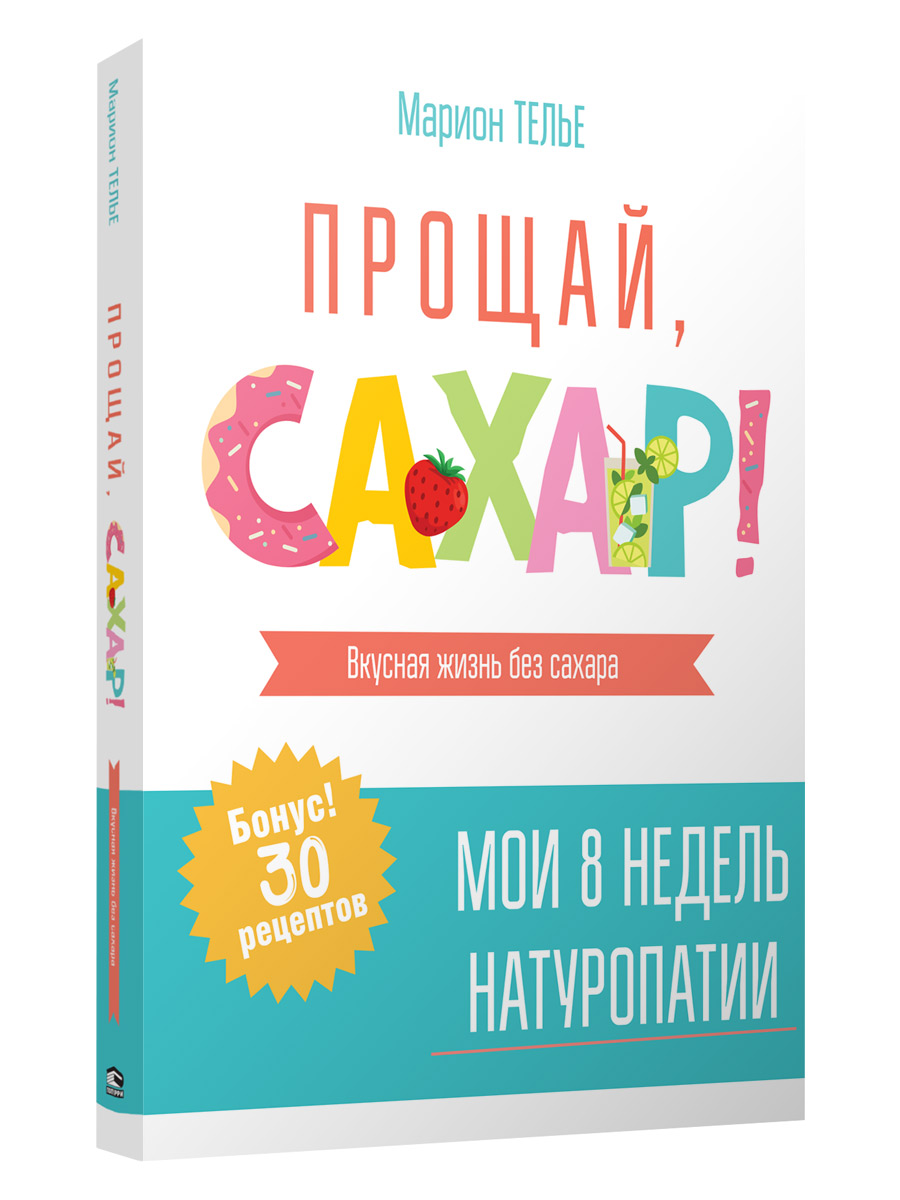 Марион ТЕЛЬЕ
ПРОЩАЙ,
САХАР!
Вкусная жизнь без сахара
Бонус!
30
рецептов
МОИ 8 НЕДЕЛЬ
НАТУРОПАТИИ
Марион ТЕЛЬЕ
ПРОЩАЙ,
САХАР!
Вкусная жизнь без сахара
ПОПУРРИ